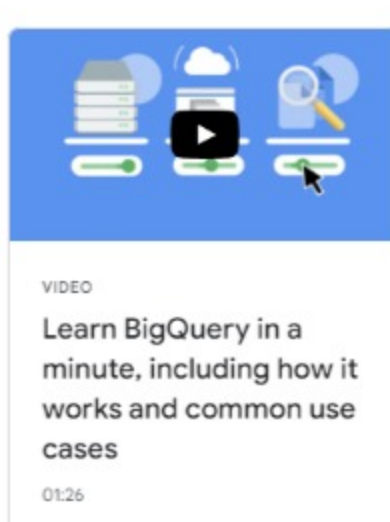 VIDEO
Learn BigQuery in a
minute, including how it
works and common use
cases
01:26